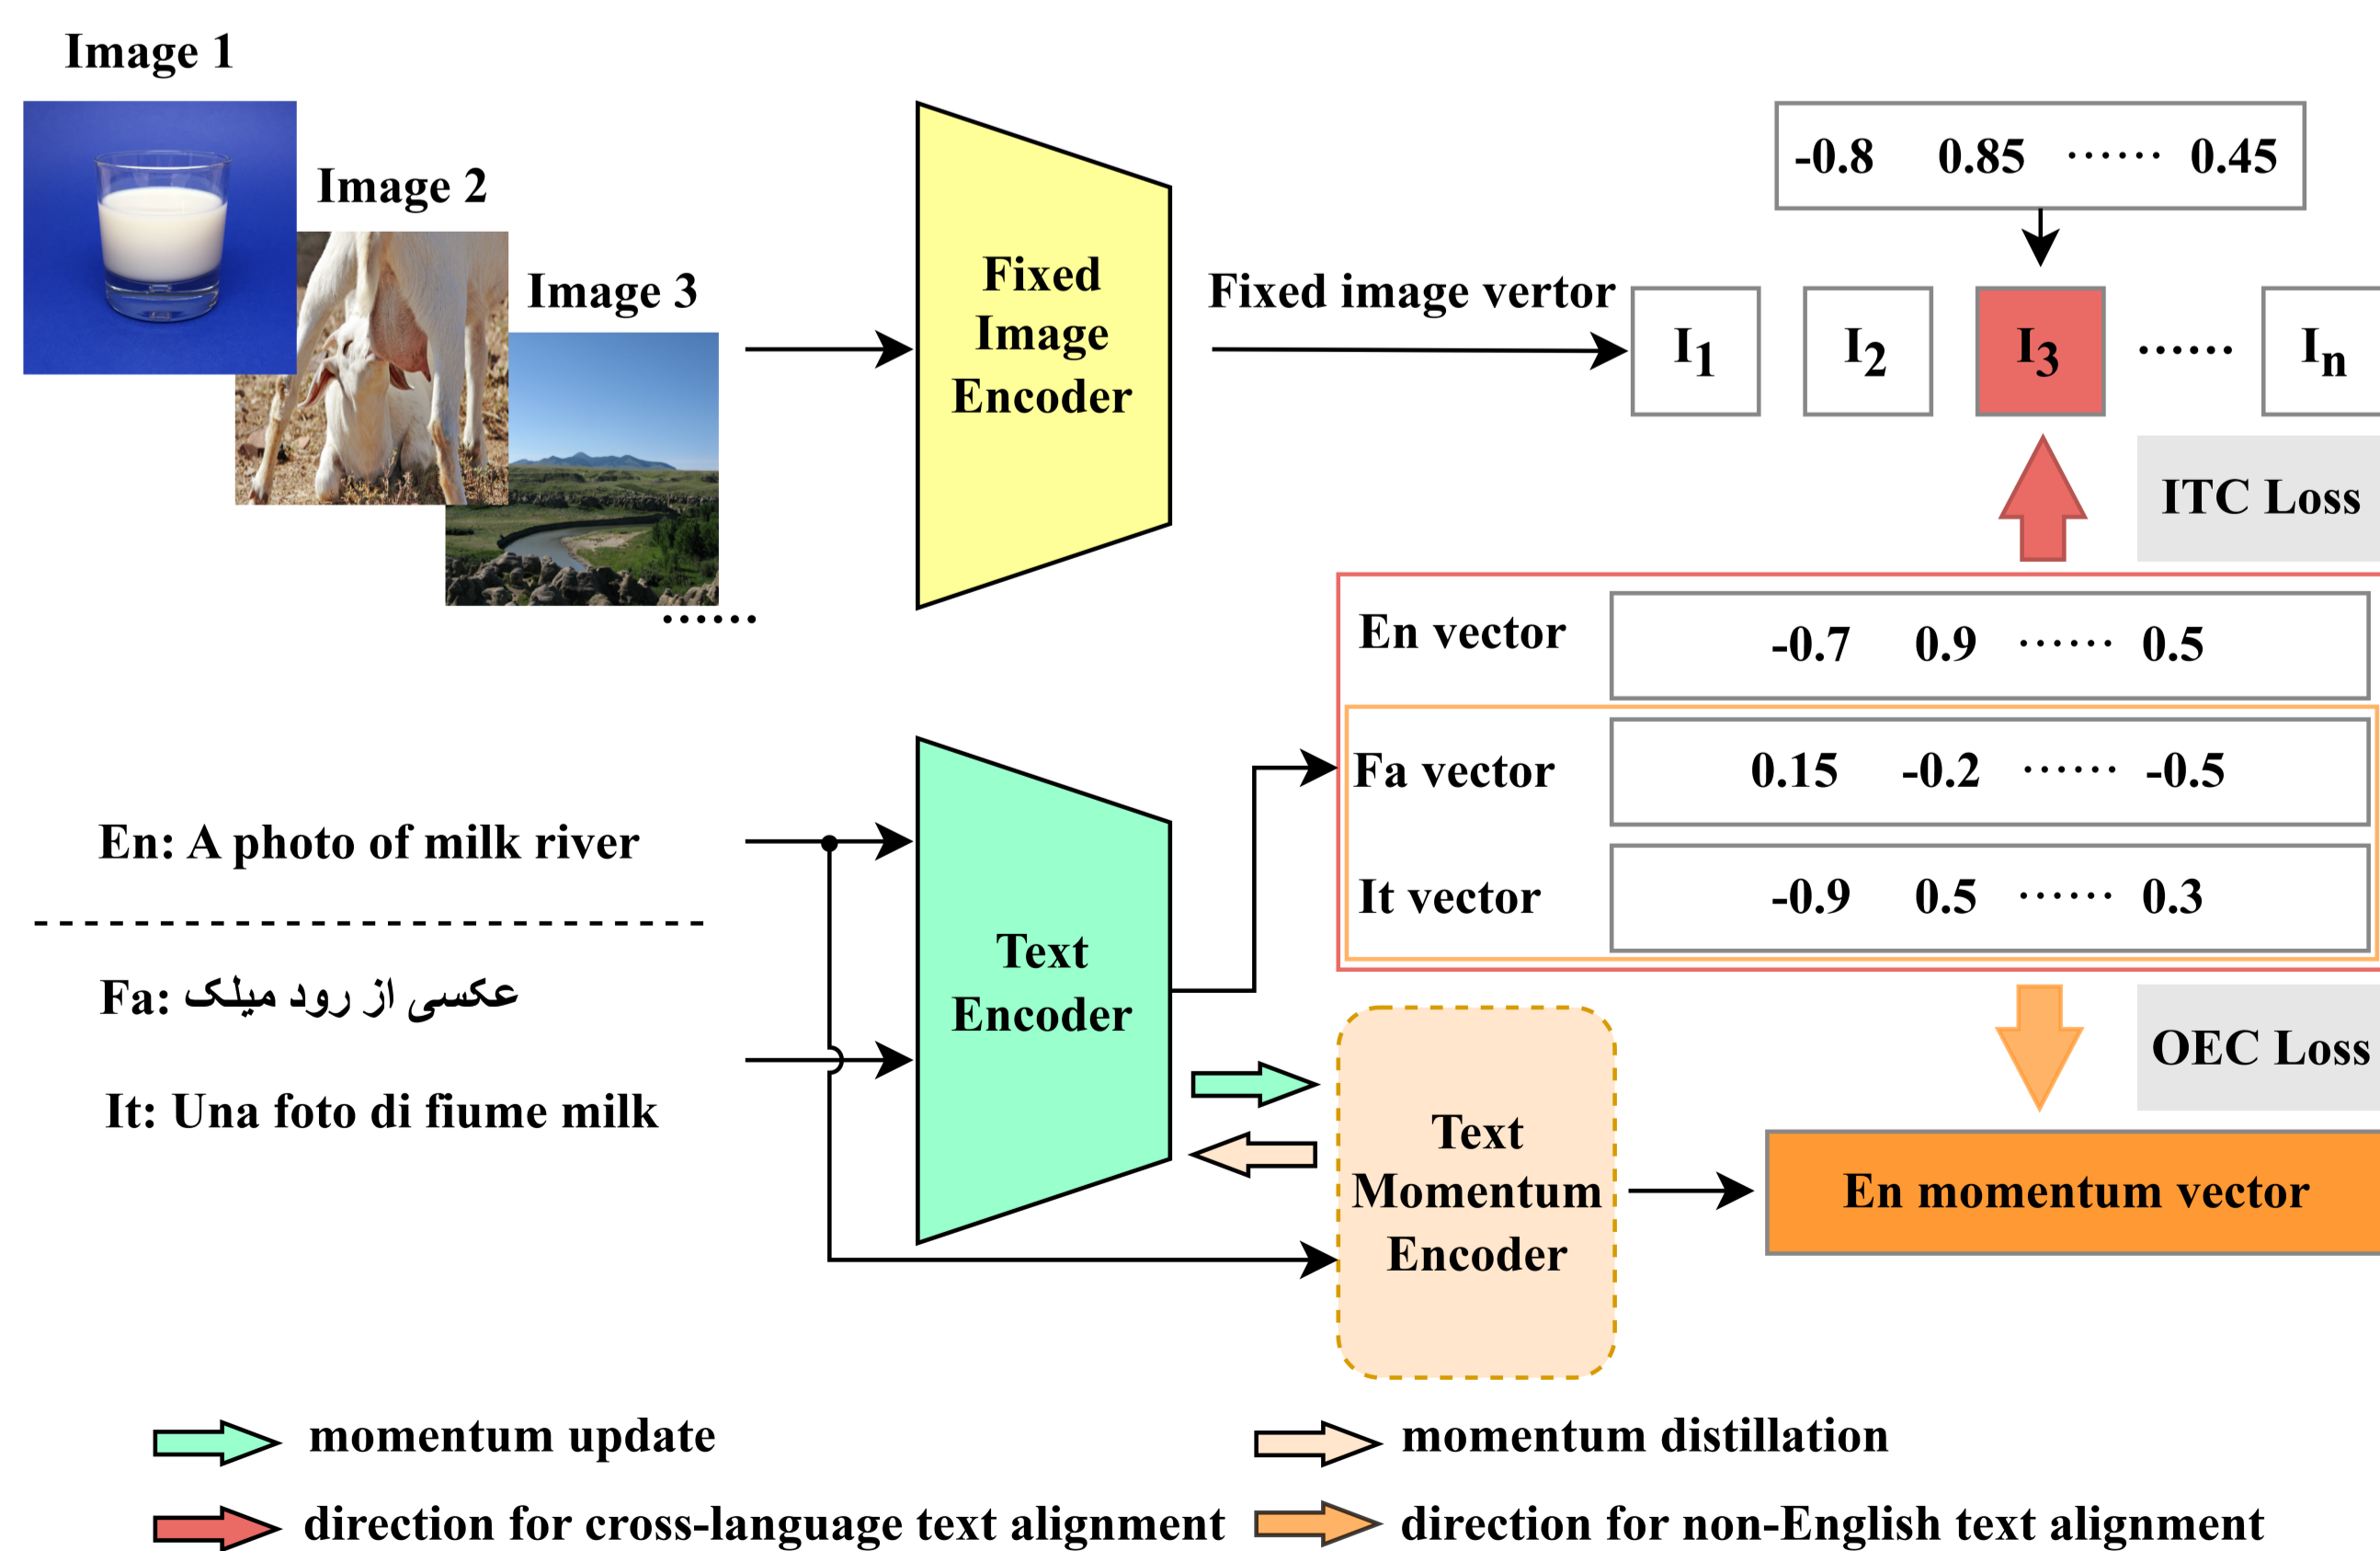 Image 1
Image 2
Image 3
......
Fixed
Image
Encoder
Fixed image vertor
-0.8 0.85 ...... 0.45
I1 I2 I3 ...... In
ITC Loss
En vector -0.7 0.9 ...... 0.5
Fa vector 0.15 -0.2 ...... -0.5
It vector -0.9 0.5 ...... 0.3
En: A photo of milk river
Fa: عکسی از رود میلک
It: Una foto di fiume milk
Text
Encoder
OEC Loss
Text
Momentum
Encoder
En momentum vector
momentum update
momentum distillation
direction for cross-language text alignment
direction for non-English text alignment